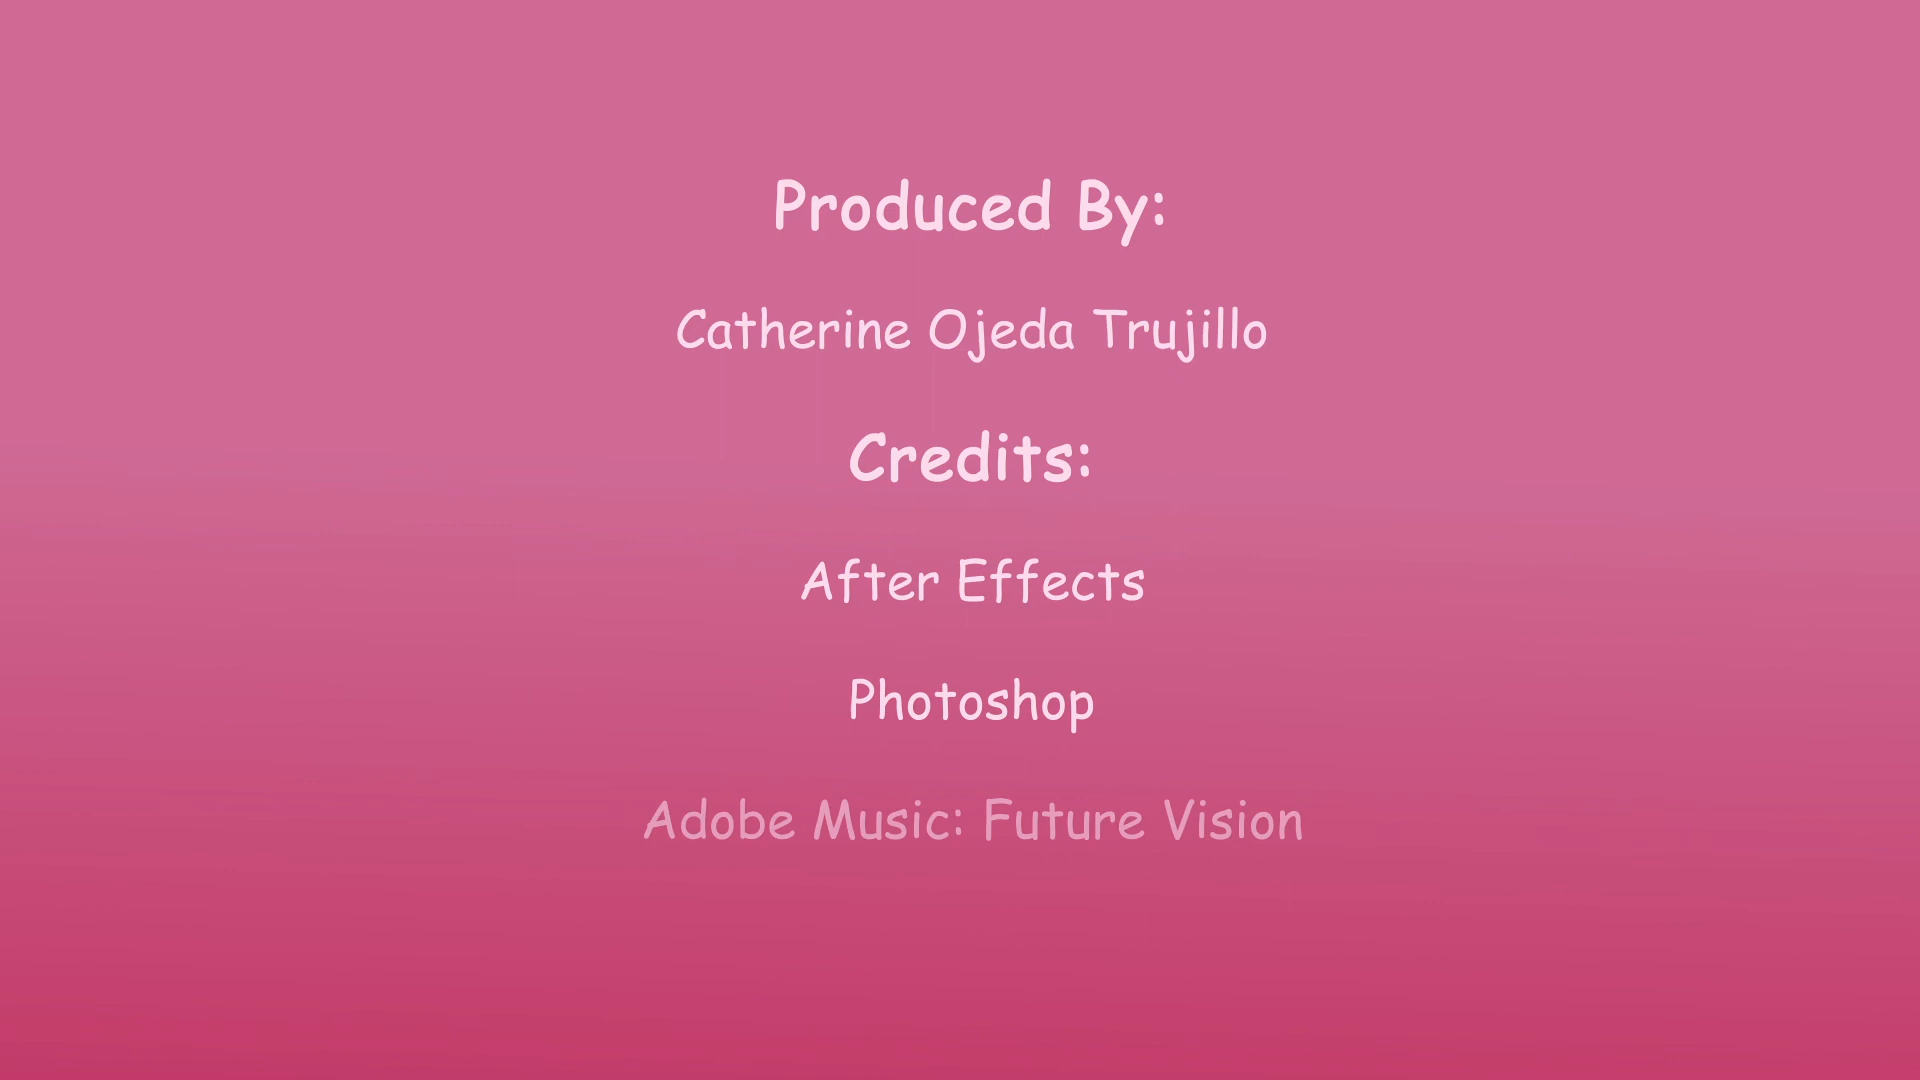 Produced By:
Catherine Ojeda Trujillo
Credits:
After Effects
Photoshop
Adobe Music: Future Vision